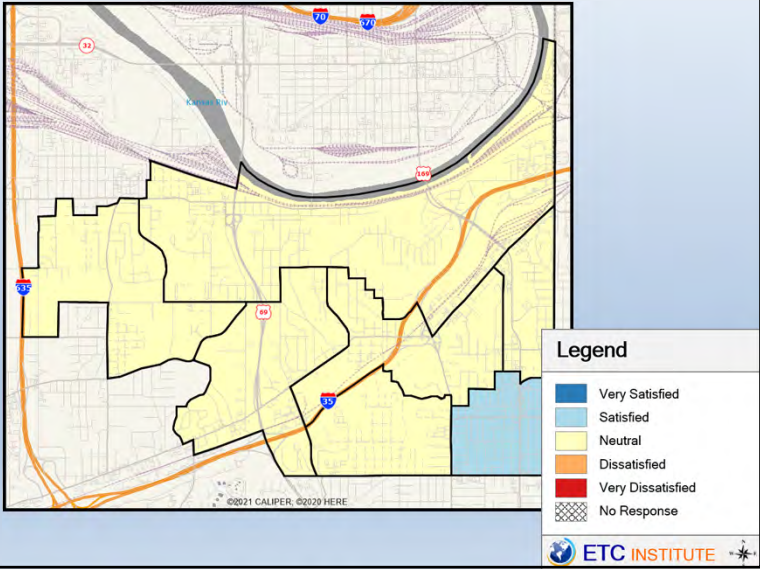 70
670
32
Kansas Riv
169
635
69
35
©2021 CALIPER; ©2020 HERE
Legend
Very Satisfied
Satisfied
Neutral
Dissatisfied
Very Dissatisfied
No Response
ETC INSTITUTE